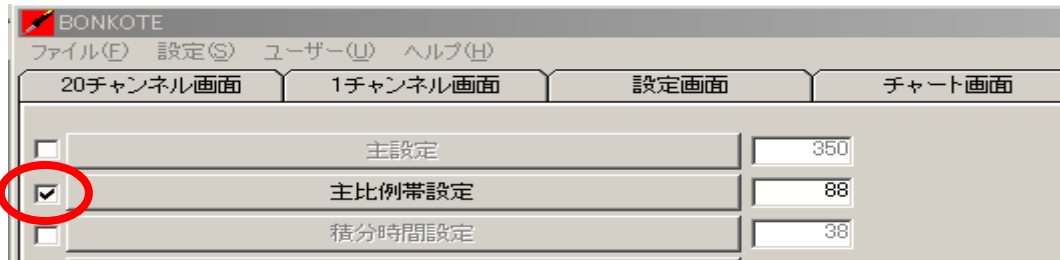 BONKOTE
ファイル(F) 設定(S) ユーザー(U) ヘルプ(H)
20チャンネル画面 1チャンネル画面 設定画面 チャート画面
主設定 350
主比例帯設定 88
積分時間設定 38